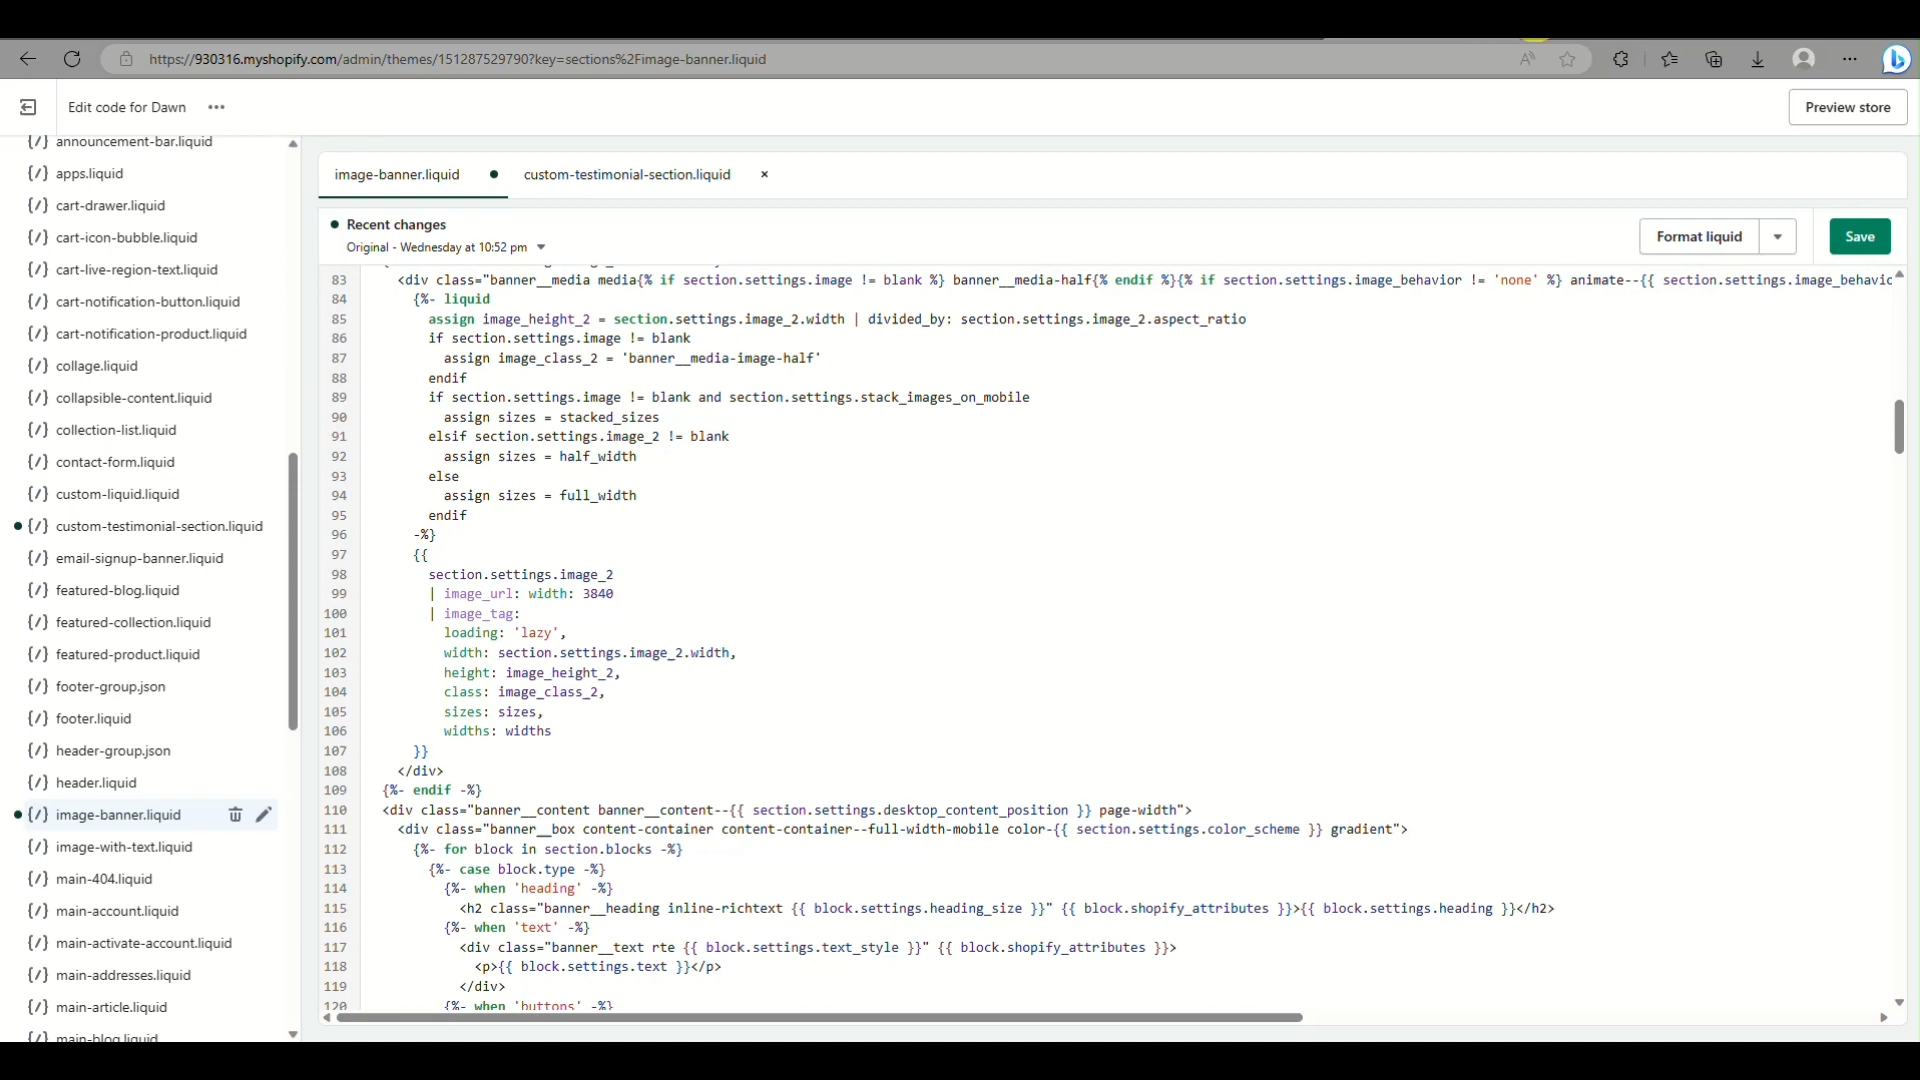 https://930316.myshopify.com/admin/themes/151287529790?key=sections%2Fimage-banner.liquid
Edit code for Dawn
Preview store
{/} announcement-bar.liquid
{/} apps.liquid
{/} cart-drawer.liquid
{/} cart-icon-bubble.liquid
{/} cart-live-region-text.liquid
{/} cart-notification-button.liquid
{/} cart-notification-product.liquid
{/} collage.liquid
{/} collapsible-content.liquid
{/} collection-list.liquid
{/} contact-form.liquid
{/} custom-liquid.liquid
{/} custom-testimonial-section.liquid
{/} email-signup-banner.liquid
{/} featured-blog.liquid
{/} featured-collection.liquid
{/} featured-product.liquid
{/} footer-group.json
{/} footer.liquid
{/} header-group.json
{/} header.liquid
{/} image-banner.liquid
{/} image-with-text.liquid
{/} main-404.liquid
{/} main-account.liquid
{/} main-activate-account.liquid
{/} main-addresses.liquid
{/} main-article.liquid
{/} main-blog.liquid
image-banner.liquid
custom-testimonial-section.liquid
Recent changes
Original - Wednesday at 10:52 pm
Format liquid
Save
83 <div class="banner__media media{% if section.settings.image != blank %} banner__media-half{% endif %}{% if section.settings.image_behavior != 'none' %} animate--{{ section.settings.image_behavic
84 {%- liquid
85 assign image_height_2 = section.settings.image_2.width | divided_by: section.settings.image_2.aspect_ratio
86 if section.settings.image != blank
87 assign image_class_2 = 'banner__media-image-half'
88 endif
89 if section.settings.image != blank and section.settings.stack_images_on_mobile
90 assign sizes = stacked_sizes
91 elsif section.settings.image_2 != blank
92 assign sizes = half_width
93 else
94 assign sizes = full_width
95 endif
96 -%}
97 {{
98 section.settings.image_2
99 | image_url: width: 3840
100 | image_tag:
101 loading: 'lazy',
102 width: section.settings.image_2.width,
103 height: image_height_2,
104 class: image_class_2,
105 sizes: sizes,
106 widths: widths
107 }}
108 </div>
109 {%- endif -%}
110 <div class="banner__content banner__content--{{ section.settings.desktop_content_position }} page-width">
111 <div class="banner__box content-container content-container--full-width-mobile color-{{ section.settings.color_scheme }} gradient">
112 {%- for block in section.blocks -%}
113 {%- case block.type -%}
114 {%- when 'heading' -%}
115 <h2 class="banner__heading inline-richtext {{ block.settings.heading_size }}" {{ block.shopify_attributes }}>{{ block.settings.heading }}</h2>
116 {%- when 'text' -%}
117 <div class="banner__text rte {{ block.settings.text_style }}" {{ block.shopify_attributes }}>
118 <p>{{ block.settings.text }}</p>
119 </div>
120 {%- when 'buttons' -%}